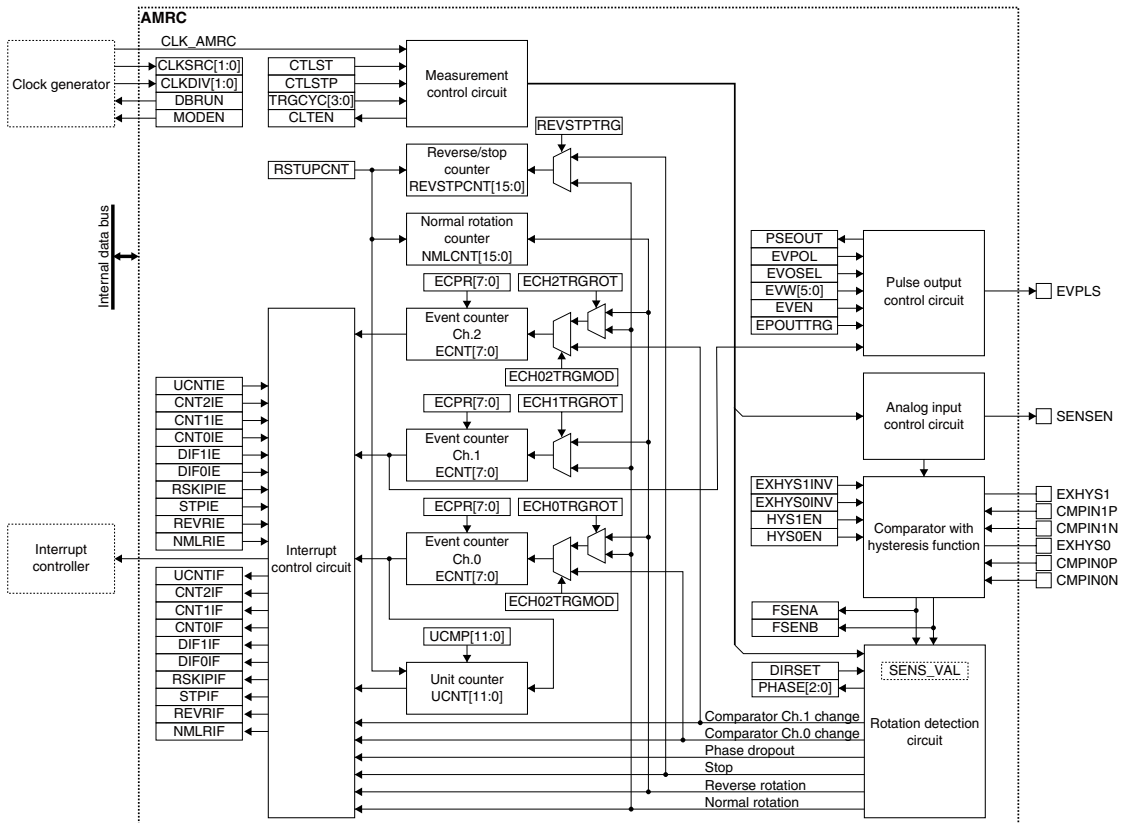 AMRC
CLK_AMRC
Clock generator
CLKSRC[1:0]
CLKDIV[1:0]
DBRUN
MODEN
CTLST
CTLSTP
TRGCYC[3:0]
CLTEN
Measurement
control circuit
REVSTPTRG
RSTUPCNT
Reverse/stop
counter
REVSTPCNT[15:0]
Normal rotation
counter
NMLCNT[15:0]
Internal data bus
ECPR[7:0]
ECH2TRGROT
Event counter
Ch.2
ECNT[7:0]
ECH02TRGMOD
PSEOUT
EVPOL
EVOSEL
EVW[5:0]
EVEN
EPOUTTRG
Pulse output
control circuit
EVPLS
UCNTIE
CNT2IE
CNT1IE
CNT0IE
DIF1IE
DIF0IE
RSKIPIE
STPIE
REVRIE
NMLRIE
ECPR[7:0]
ECH1TRGROT
Event counter
Ch.1
ECNT[7:0]
Analog input
control circuit
SENSEN
EXHYS1INV
EXHYS0INV
HYS1EN
HYS0EN
Comparator with
hysteresis function
EXHYS1
CMPIN1P
CMPIN1N
EXHYS0
CMPIN0P
CMPIN0N
Interrupt
controller
Interrupt
control circuit
ECPR[7:0]
ECH0TRGROT
Event counter
Ch.0
ECNT[7:0]
ECH02TRGMOD
UCNTIF
CNT2IF
CNT1IF
CNT0IF
DIF1IF
DIF0IF
RSKIPIF
STPIF
REVRIF
NMLRIF
FSENA
FSENB
UCMP[11:0]
Unit counter
UCNT[11:0]
DIRSET
PHASE[2:0]
SENS_VAL
Rotation detection
circuit
Comparator Ch.1 change
Comparator Ch.0 change
Phase dropout
Stop
Reverse rotation
Normal rotation